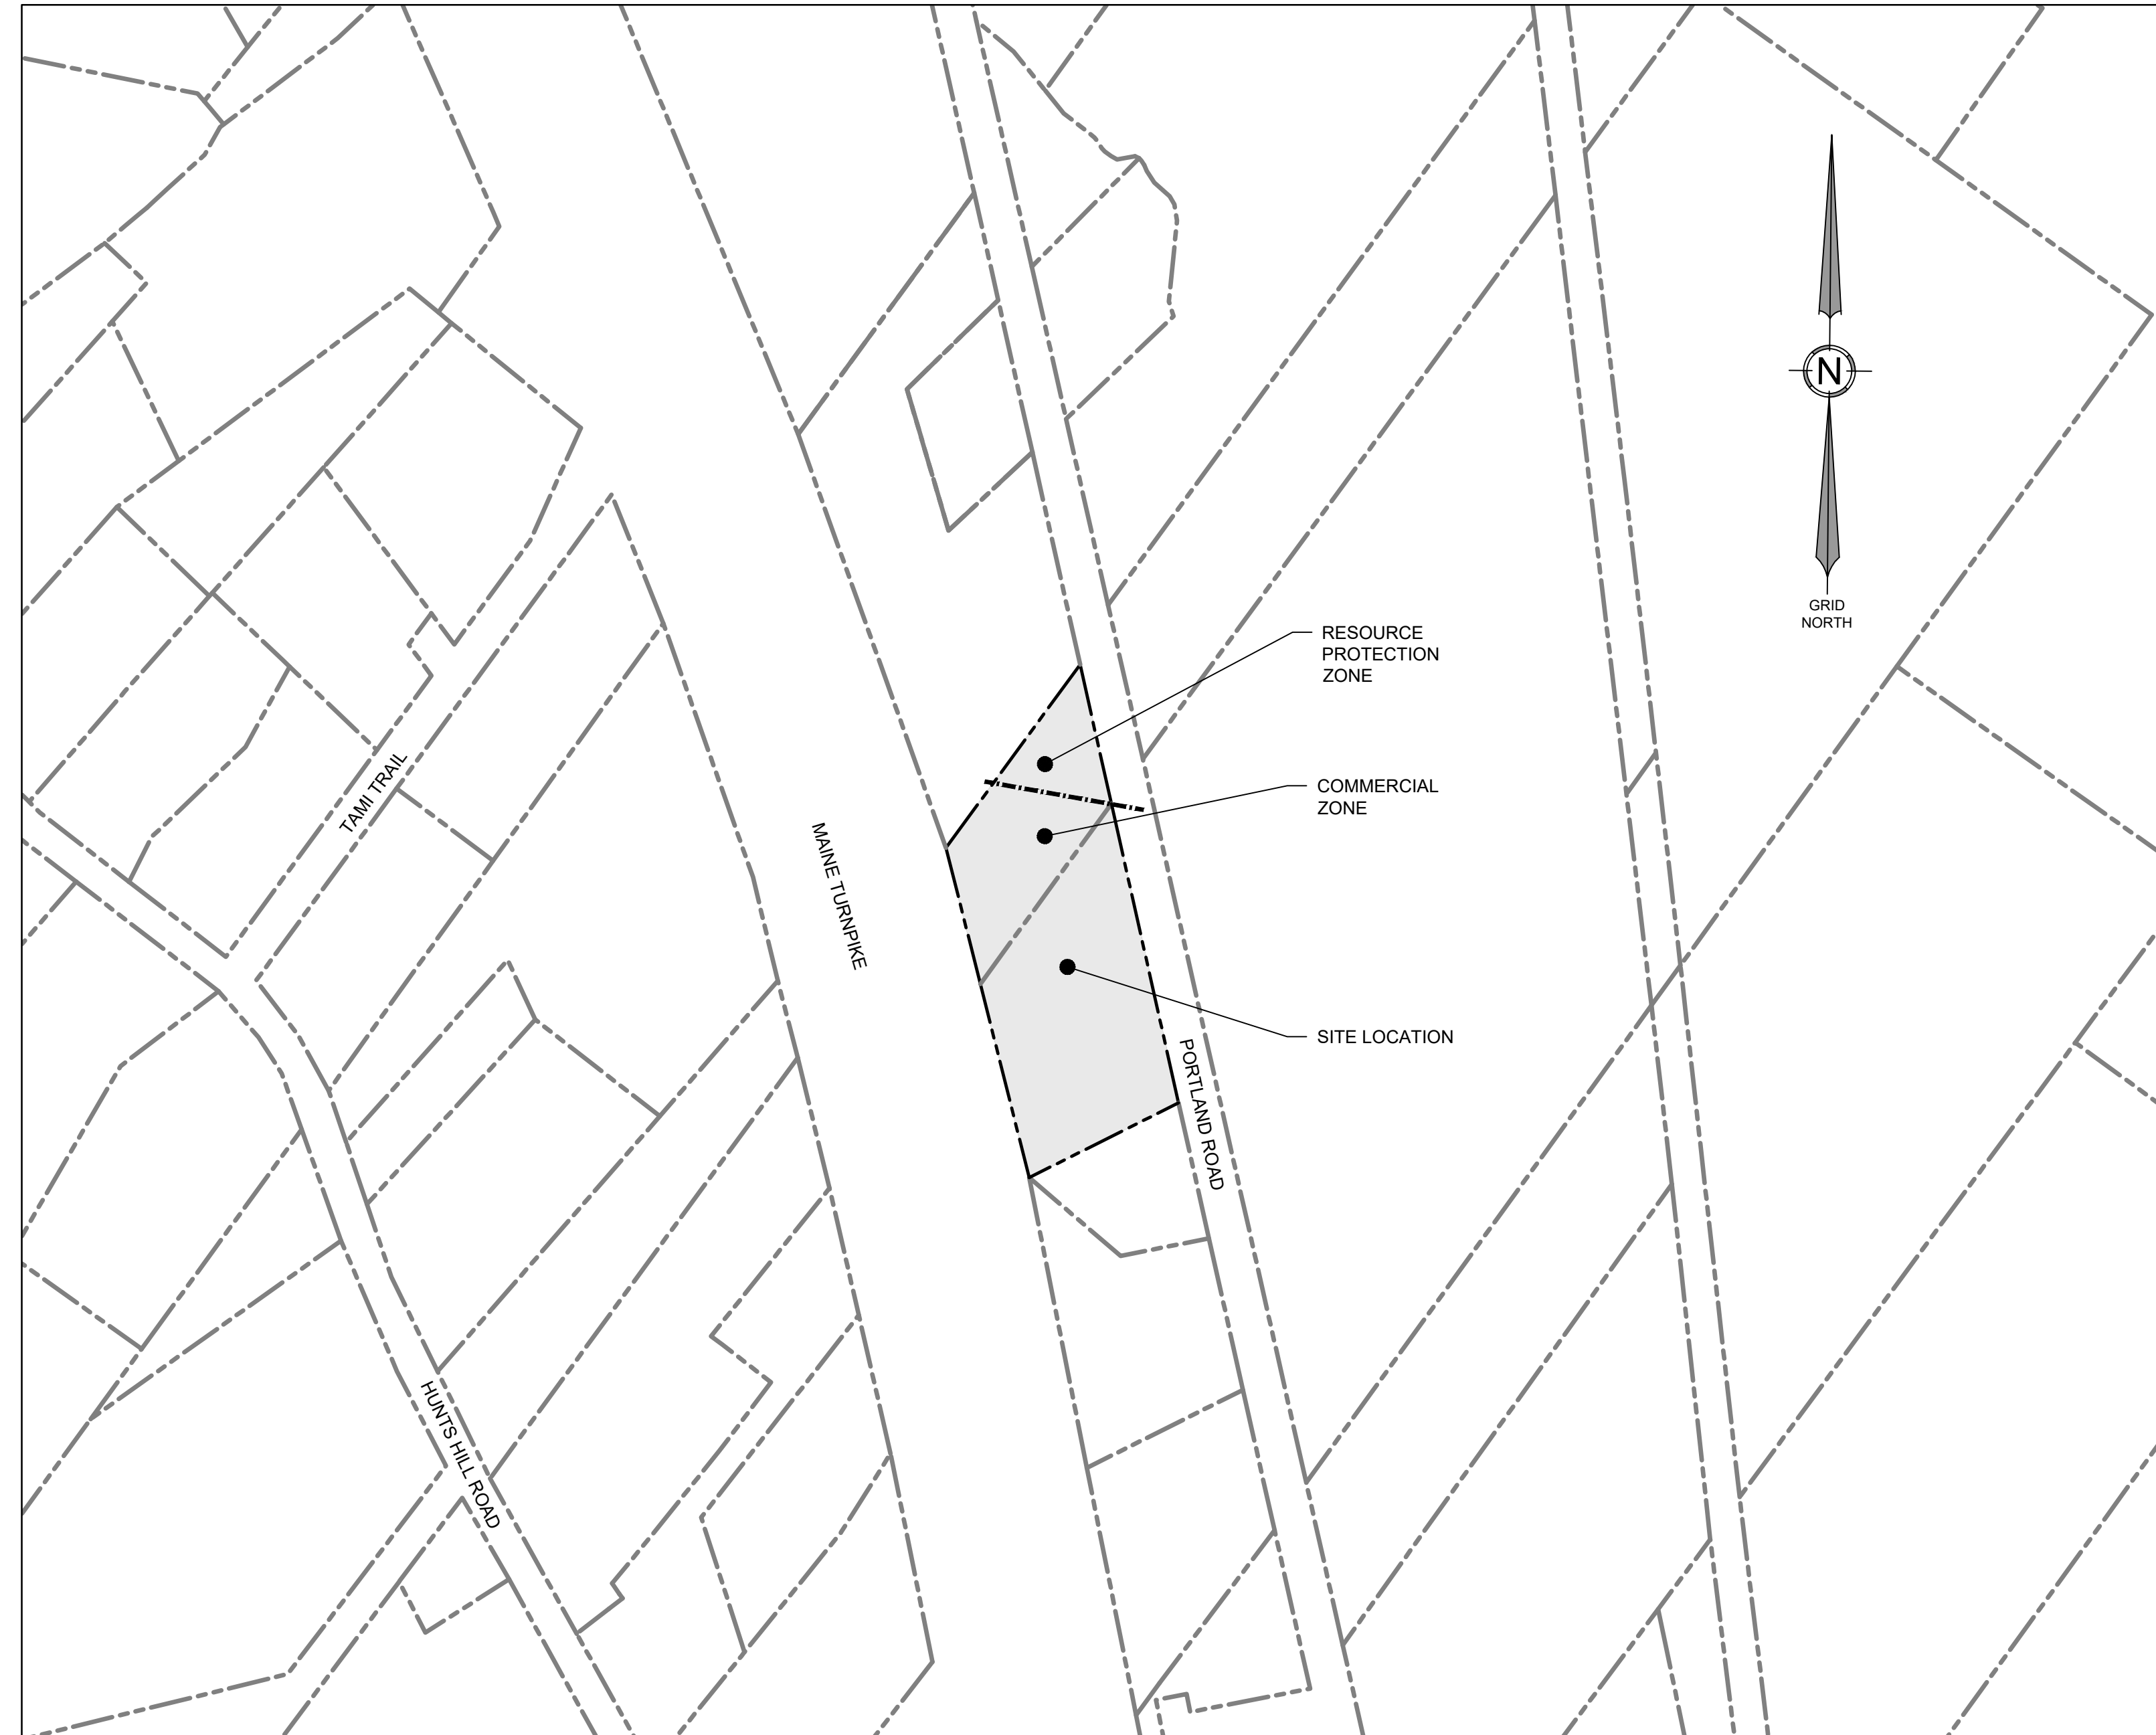 N
GRID
NORTH
RESOURCE
PROTECTION
ZONE
COMMERCIAL
ZONE
TAMI TRAIL
MAINE TURNPIKE
SITE LOCATION
PORTLAND ROAD
HUNTS HILL ROAD